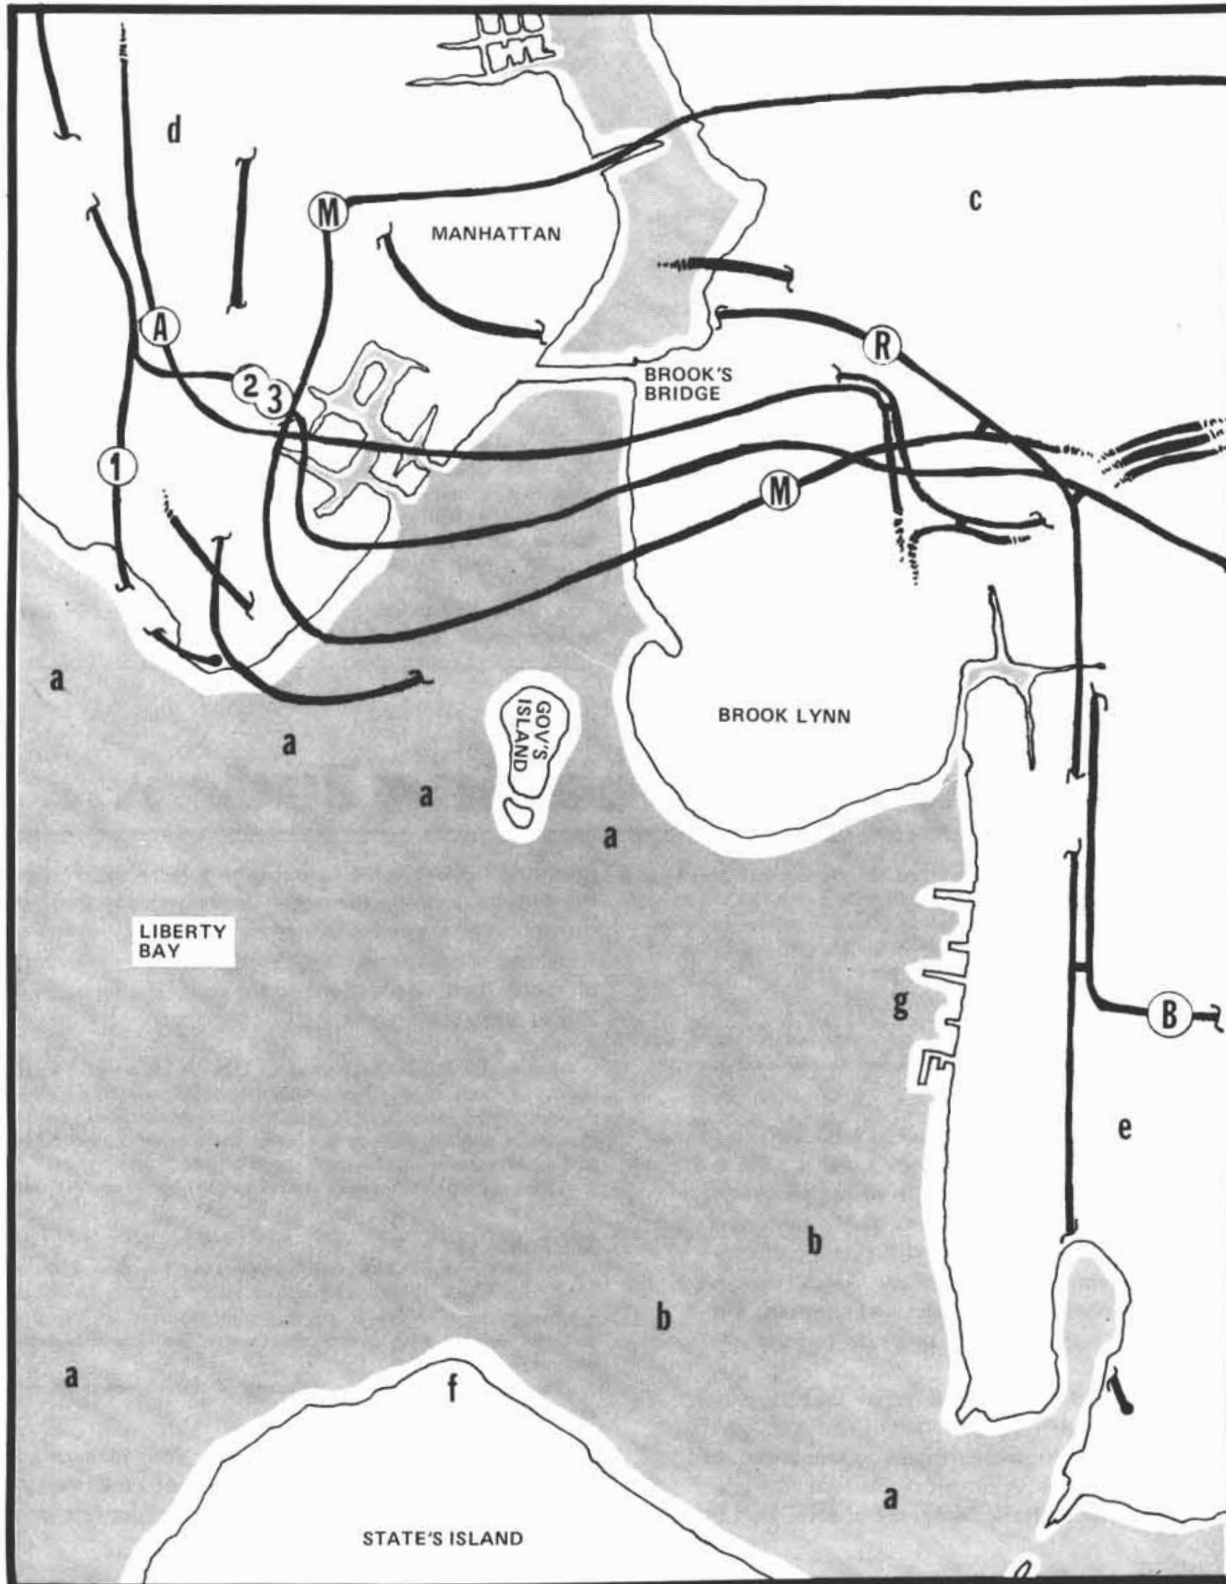 d
c
M
MANHATTAN
A
R
BROOK'S
BRIDGE
2
3
1
M
a
GOV'S
ISLAND
BROOK LYNN
a
a
a
LIBERTY
BAY
g
B
e
b
b
a
f
a
STATE'S ISLAND